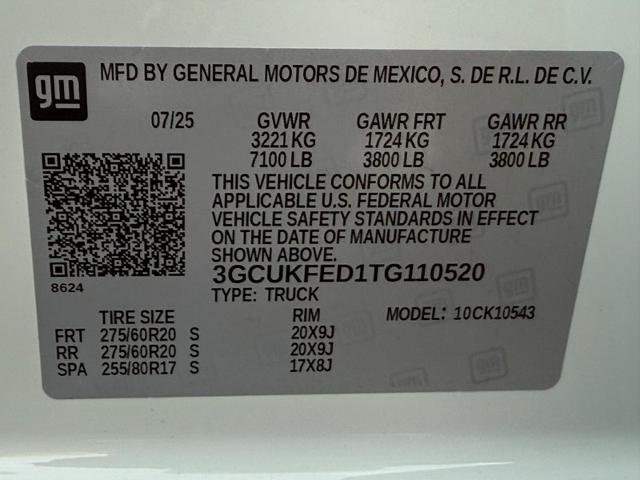 gm MFD BY GENERAL MOTORS DE MEXICO, S. DE R.L. DE C.V.
07/25 GVWR GAWR FRT GAWR RR
3221 KG 1724 KG 1724 KG
7100 LB 3800 LB 3800 LB
THIS VEHICLE CONFORMS TO ALL
APPLICABLE U.S. FEDERAL MOTOR
VEHICLE SAFETY STANDARDS IN EFFECT
ON THE DATE OF MANUFACTURE
SHOWN ABOVE.
3GCUKFED1TG110520
8624
TYPE: TRUCK
TIRE SIZE RIM MODEL: 10CK10543
FRT 275/60R20 S 20X9J
RR 275/60R20 S 20X9J
SPA 255/80R17 S 17X8J